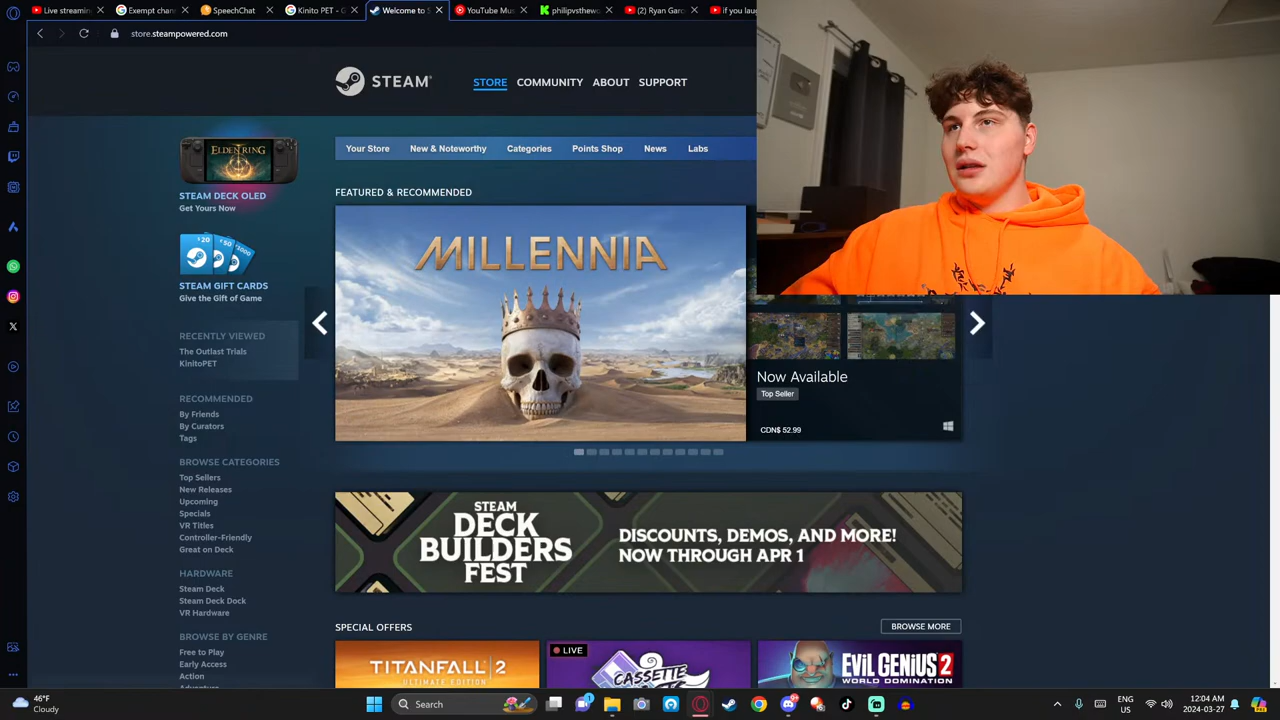 Live streamin
Exempt chan
SpeechChat
Kinito PET - G
Welcome to S
YouTube Mus
philipvsthewo
(2) Ryan Garc
if you laug
store.steampowered.com
STEAM
STORE COMMUNITY ABOUT SUPPORT
Your Store New & Noteworthy Categories Points Shop News Labs
ELDEN RING
STEAM DECK OLED
Get Yours Now
$20 $50 $1000
STEAM GIFT CARDS
Give the Gift of Game
RECENTLY VIEWED
The Outlast Trials
KinitoPET
RECOMMENDED
By Friends
By Curators
Tags
BROWSE CATEGORIES
Top Sellers
New Releases
Upcoming
Specials
VR Titles
Controller-Friendly
Great on Deck
HARDWARE
Steam Deck
Steam Deck Dock
VR Hardware
BROWSE BY GENRE
Free to Play
Early Access
Action
FEATURED & RECOMMENDED
MILLENNIA
Now Available
Top Seller
CDN$ 52.99
STEAM
DECK
BUILDERS
FEST
DISCOUNTS, DEMOS, AND MORE!
NOW THROUGH APR 1
SPECIAL OFFERS
BROWSE MORE
TITANFALL 2
ULTIMATE EDITION
LIVE
CASSETTE
EVIL GENIUS 2
WORLD DOMINATION
46°F
Cloudy
Search
ENG
US
12:04 AM
2024-03-27